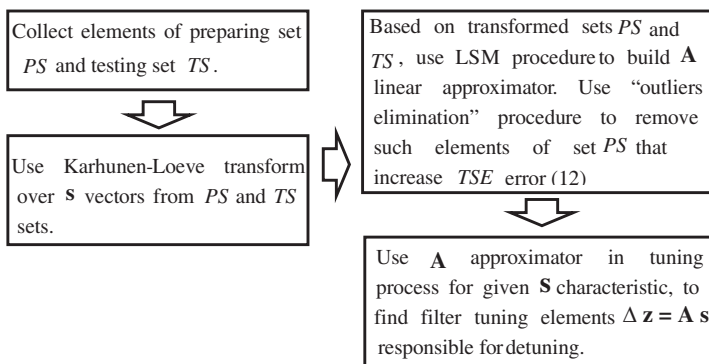 Collect elements of preparing set
PS and testing set TS.
Use Karhunen-Loeve transform
over s vectors from PS and TS
sets.
Based on transformed sets PS and
TS, use LSM procedure to build A
linear approximator. Use “outliers
elimination” procedure to remove
such elements of set PS that
increase TSE error (12)
Use A approximator in tuning
process for given s characteristic, to
find filter tuning elements Δ z = A s
responsible for detuning.